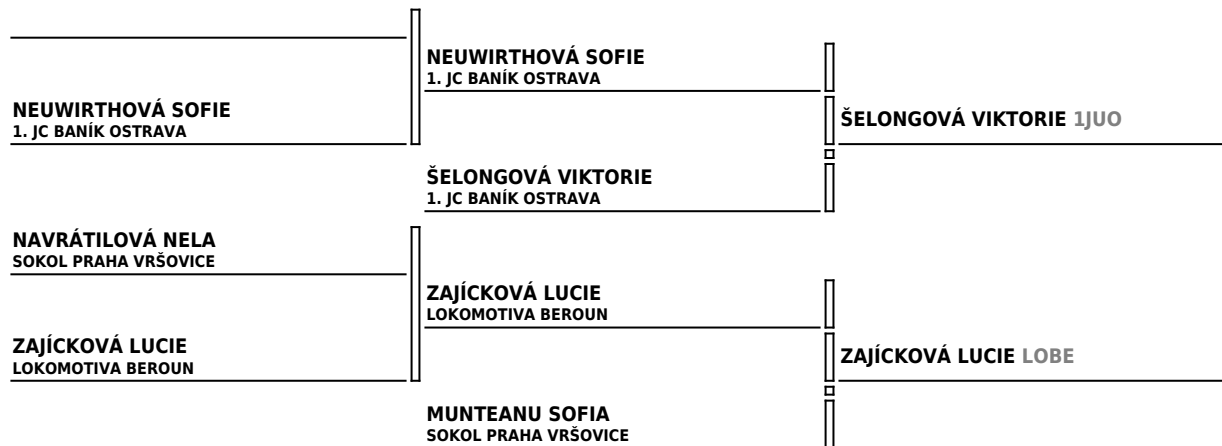 NEUWIRTHOVÁ SOFIE
1. JC BANÍK OSTRAVA
NEUWIRTHOVÁ SOFIE
1. JC BANÍK OSTRAVA
ŠELONGOVÁ VIKTORIE 1JUO
ŠELONGOVÁ VIKTORIE
1. JC BANÍK OSTRAVA
NAVRÁTILOVÁ NELA
SOKOL PRAHA VRŠOVICE
ZAJÍCKOVÁ LUCIE
LOKOMOTIVA BEROUN
ZAJÍCKOVÁ LUCIE
LOKOMOTIVA BEROUN
ZAJÍCKOVÁ LUCIE LOBE
MUNTEANU SOFIA
SOKOL PRAHA VRŠOVICE